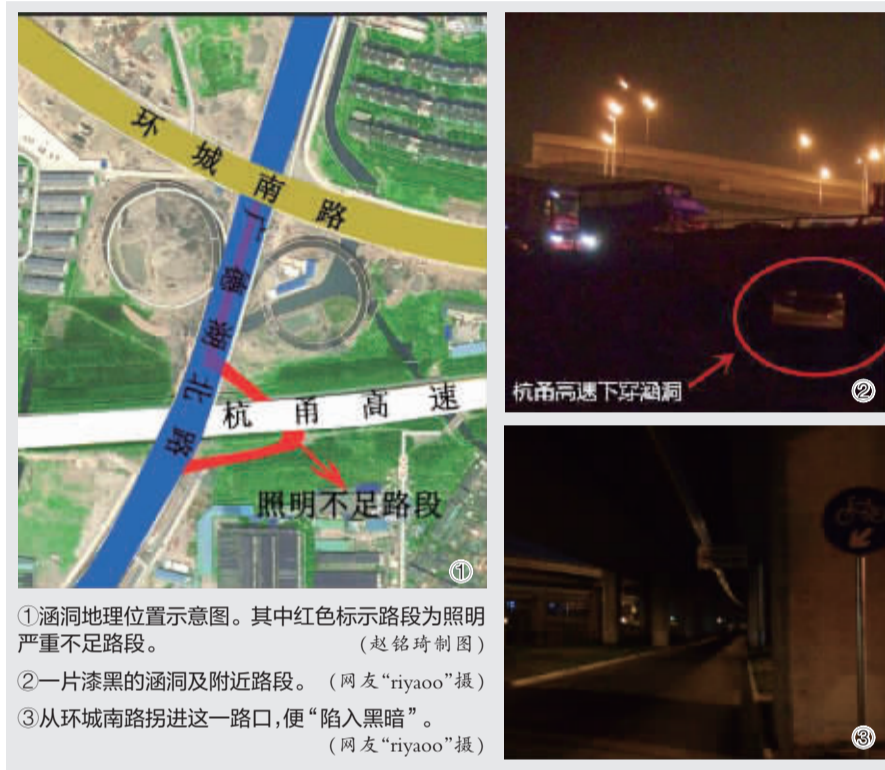 环城南路
广德湖北路
杭甬高速
照明不足路段
①
杭甬高速下穿涵洞
②
③
①涵洞地理位置示意图。其中红色标示路段为照明
严重不足路段。 (赵铭琦制图)
②一片漆黑的涵洞及附近路段。 (网友“riyaoo”摄)
③从环城南路拐进这一路口,便“陷入黑暗”。
(网友“riyaoo”摄)